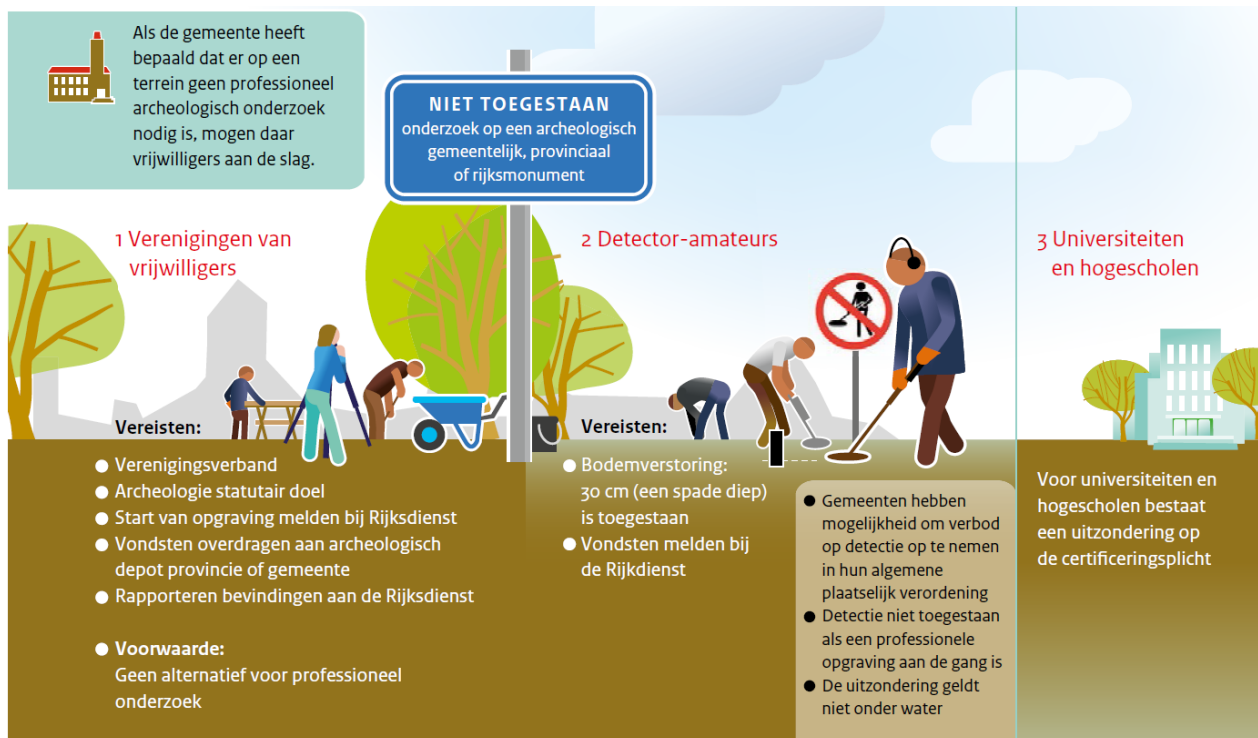 Als de gemeente heeft
bepaald dat er op een
terrein geen professioneel
archeologisch onderzoek
nodig is, mogen daar
vrijwilligers aan de slag.
NIET TOEGESTAAN
onderzoek op een archeologisch
gemeentelijk, provinciaal
of rijksmonument
1 Verenigingen van
vrijwilligers
Vereisten:
● Verenigingsverband
● Archeologie statutair doel
● Start van opgraving melden bij Rijksdienst
● Vondsten overdragen aan archeologisch
depot provincie of gemeente
● Rapporteren bevindingen aan de Rijksdienst
● Voorwaarde:
Geen alternatief voor professioneel
onderzoek
2 Detector-amateurs
Vereisten:
● Bodemverstoring:
30 cm (een spade diep)
is toegestaan
● Vondsten melden bij
de Rijkdienst
● Gemeenten hebben
mogelijkheid om verbod
op detectie op te nemen
in hun algemene
plaatselijk verordening
● Detectie niet toegestaan
als een professionele
opgraving aan de gang is
● De uitzondering geldt
niet onder water
3 Universiteiten
en hogescholen
Voor universiteiten en
hogescholen bestaat
een uitzondering op
de certificeringsplicht